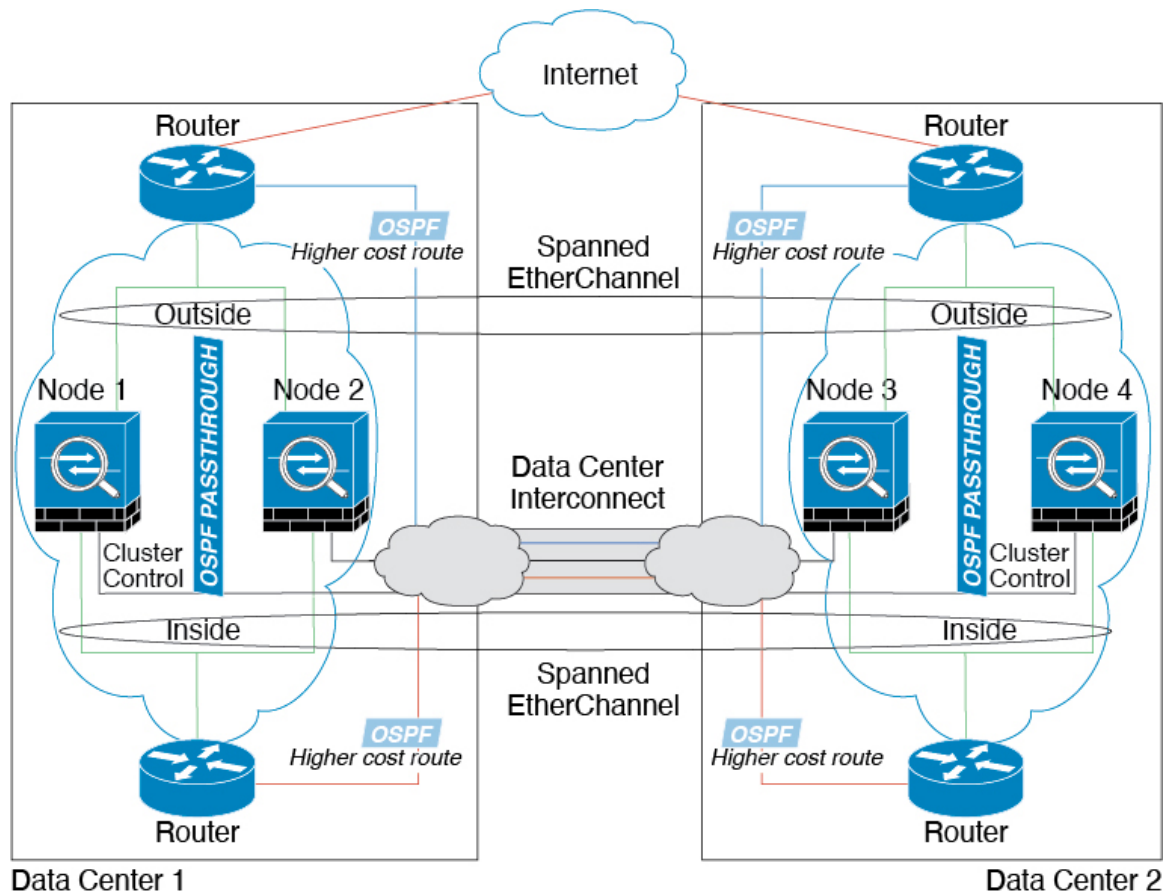 Internet
Router
Router
OSPF
Higher cost route
OSPF
Higher cost route
Spanned
EtherChannel
Outside
Outside
Node 1
Node 2
Node 3
Node 4
OSPF PASSTHROUGH
OSPF PASSTHROUGH
Data Center
Interconnect
Cluster
Control
Cluster
Control
Inside
Inside
Spanned
EtherChannel
OSPF
Higher cost route
OSPF
Higher cost route
Router
Router
Data Center 1
Data Center 2